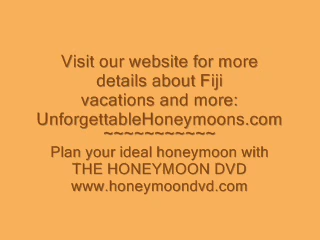 Visit our website for more
details about Fiji
vacations and more:
UnforgettableHoneymoons.com
~~~~~~~~~~~
Plan your ideal honeymoon with
THE HONEYMOON DVD
www.honeymoondvd.com